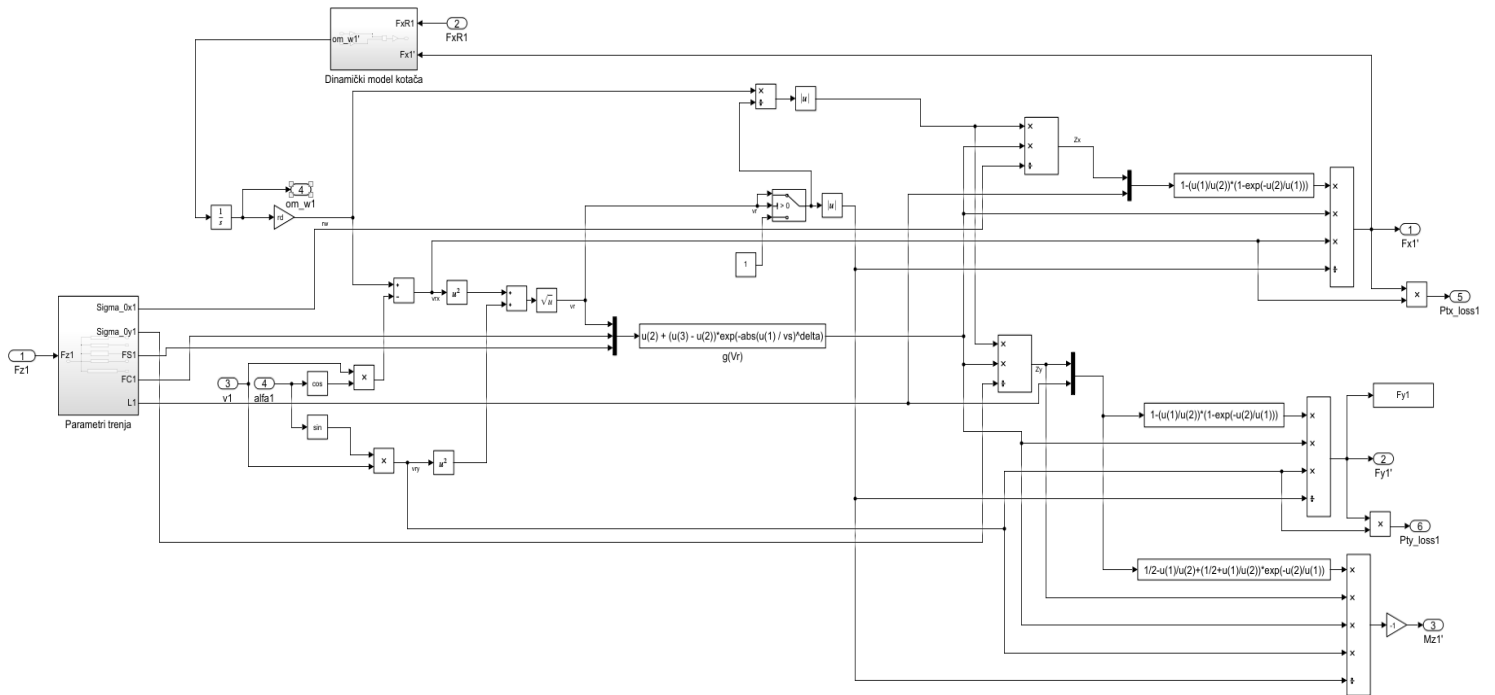 FxR1
om_w1'
Fx1'
2
FxR1
Dinamički model kotača
×
÷
|u|
×
×
÷
Zx
4
om_w1
1
s
rd
rw
vr
> 0
|u|
1-(u(1)/u(2))*(1-exp(-u(2)/u(1)))
×
×
×
÷
1
Fx1'
1
+
−
vrx
u²
+
+
√u
vr
×
5
Ptx_loss1
Sigma_0x1
Sigma_0y1
Fz1
FS1
FC1
L1
Parametri trenja
1
Fz1
u(2) + (u(3) - u(2))*exp(-abs(u(1) / vs)^delta)
g(Vr)
×
×
÷
Zy
3
v1
4
alfa1
cos
×
sin
×
vry
u²
Fy1
1-(u(1)/u(2))*(1-exp(-u(2)/u(1)))
×
×
×
÷
2
Fy1'
×
6
Pty_loss1
1/2-u(1)/u(2)+(1/2+u(1)/u(2))*exp(-u(2)/u(1))
×
×
×
×
÷
-1
3
Mz1'